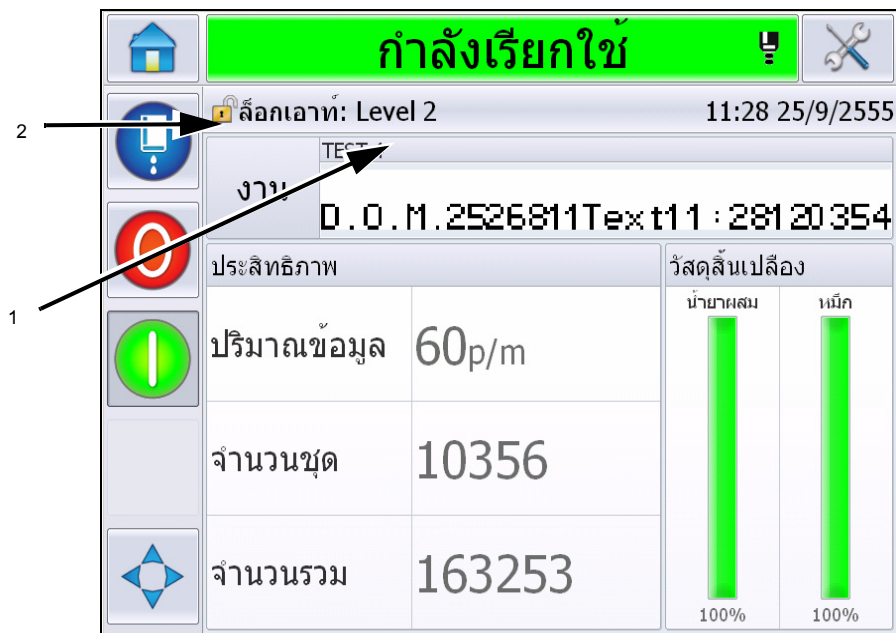 กำลังเรียกใช้
2
ล็อกเอาท์: Level 2
11:28 25/9/2555
งาน
D.O.M.2526811Text11:28120354
ประสิทธิภาพ
วัสดุสิ้นเปลือง
น้ำยาผสม
หมึก
1
ปริมาณข้อมูล
60p/m
จำนวนชุด
10356
จำนวนรวม
163253
100%
100%